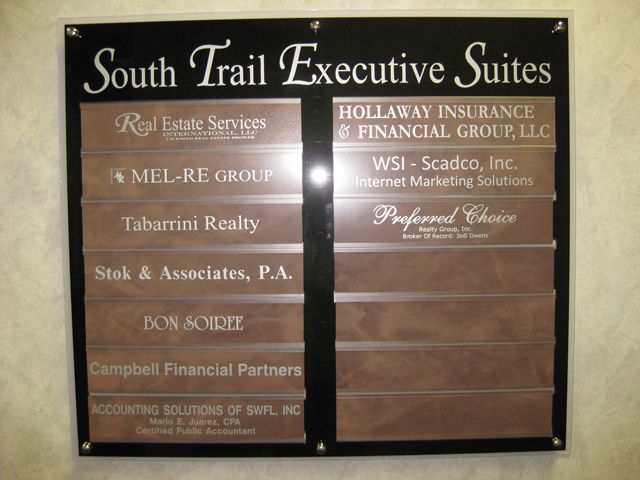 South Trail Executive Suites
Real Estate Services
INTERNATIONAL, LLC
LICENSED REAL ESTATE BROKER
MEL-RE GROUP
Tabarrini Realty
Stok & Associates, P.A.
BON SOIREE
Campbell Financial Partners
ACCOUNTING SOLUTIONS OF SWFL, INC
Mario E. Juarez, CPA
Certified Public Accountant
HOLLAWAY INSURANCE
& FINANCIAL GROUP, LLC
WSI - Scadco, Inc.
Internet Marketing Solutions
Preferred Choice
Realty Group, Inc.
Broker Of Record: Jodi Owens